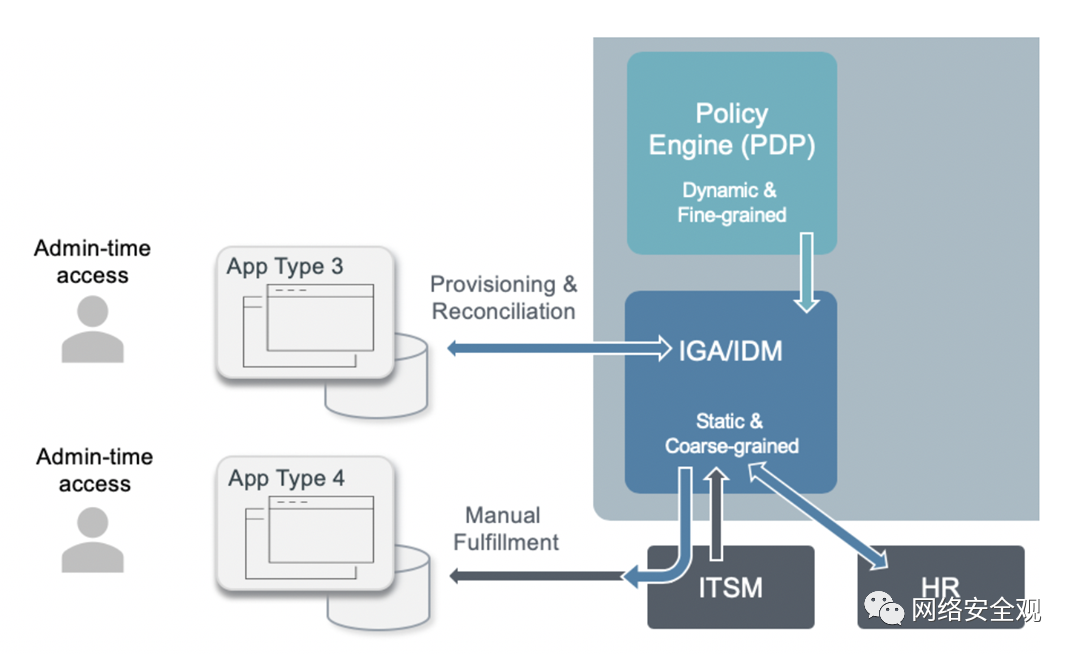 Policy
Engine (PDP)
Dynamic &
Fine-grained
Admin-time
access
App Type 3
Provisioning &
Reconciliation
IGA/IDM
Static &
Coarse-grained
Admin-time
access
App Type 4
Manual
Fulfillment
ITSM
HR
网络安全观